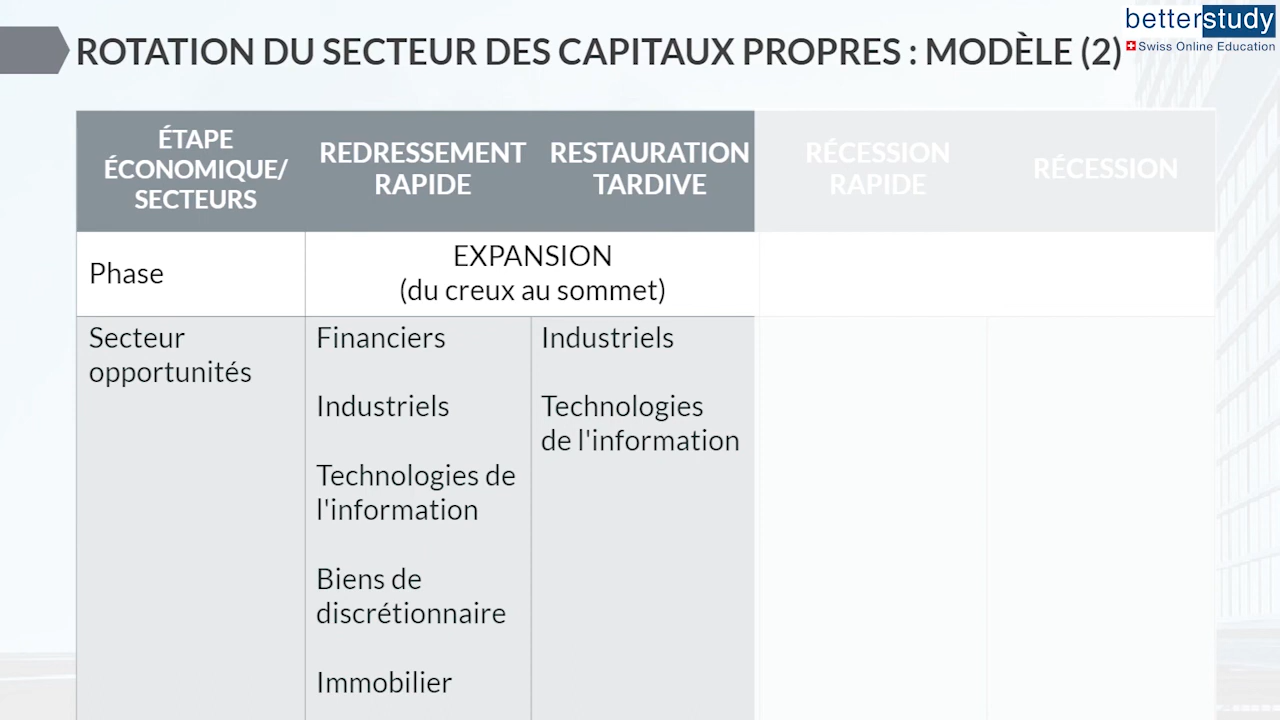 betterstudy
Swiss Online Education
ROTATION DU SECTEUR DES CAPITAUX PROPRES : MODÈLE (2)
ÉTAPE
ÉCONOMIQUE/
SECTEURS
REDRESSEMENT
RAPIDE
RESTAURATION
TARDIVE
RÉCESSION
RAPIDE
RÉCESSION
Phase
EXPANSION
(du creux au sommet)
Secteur
opportunités
Financiers
Industriels
Technologies de
l'information
Biens de
discrétionnaire
Immobilier
Industriels
Technologies
de l'information